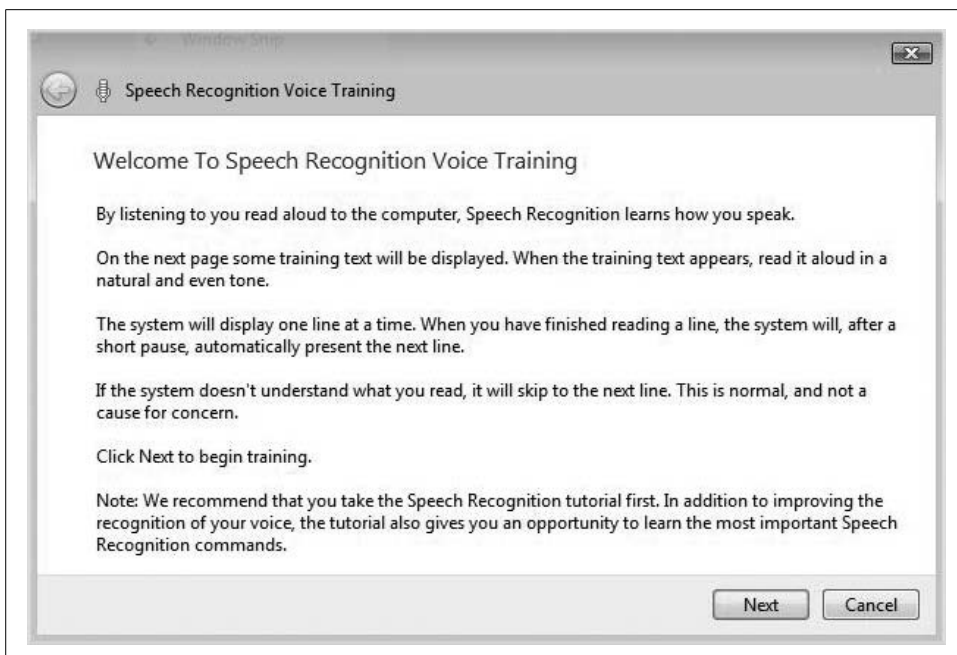 Window Snip
Speech Recognition Voice Training
Welcome To Speech Recognition Voice Training
By listening to you read aloud to the computer, Speech Recognition learns how you speak.
On the next page some training text will be displayed. When the training text appears, read it aloud in a
natural and even tone.
The system will display one line at a time. When you have finished reading a line, the system will, after a
short pause, automatically present the next line.
If the system doesn't understand what you read, it will skip to the next line. This is normal, and not a
cause for concern.
Click Next to begin training.
Note: We recommend that you take the Speech Recognition tutorial first. In addition to improving the
recognition of your voice, the tutorial also gives you an opportunity to learn the most important Speech
Recognition commands.
Next Cancel